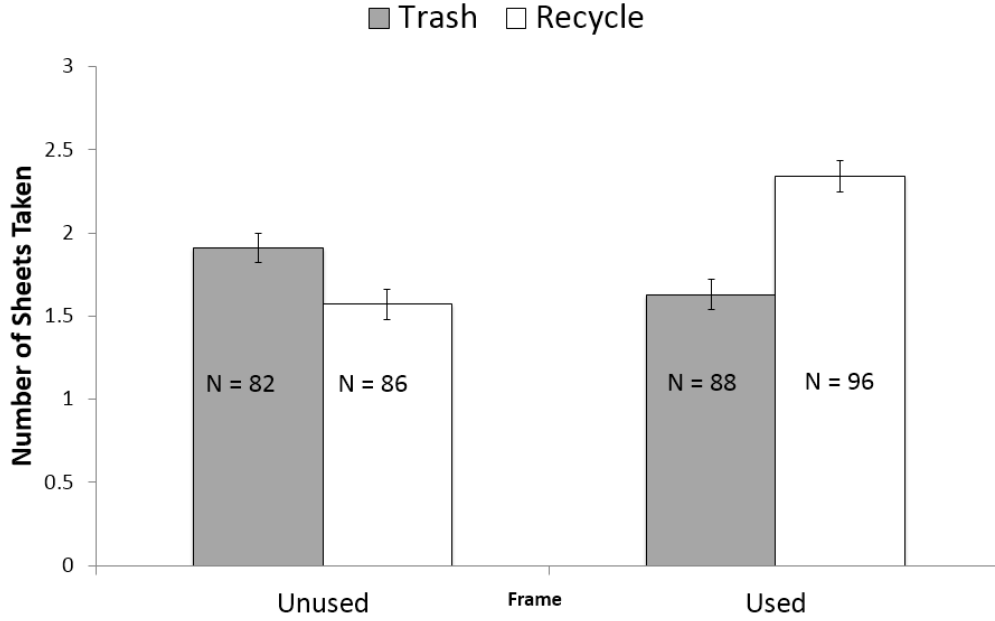 Trash Recycle
Number of Sheets Taken
3
2.5
2
1.5
1
0.5
0
N = 82 N = 86 N = 88 N = 96
Unused Frame Used